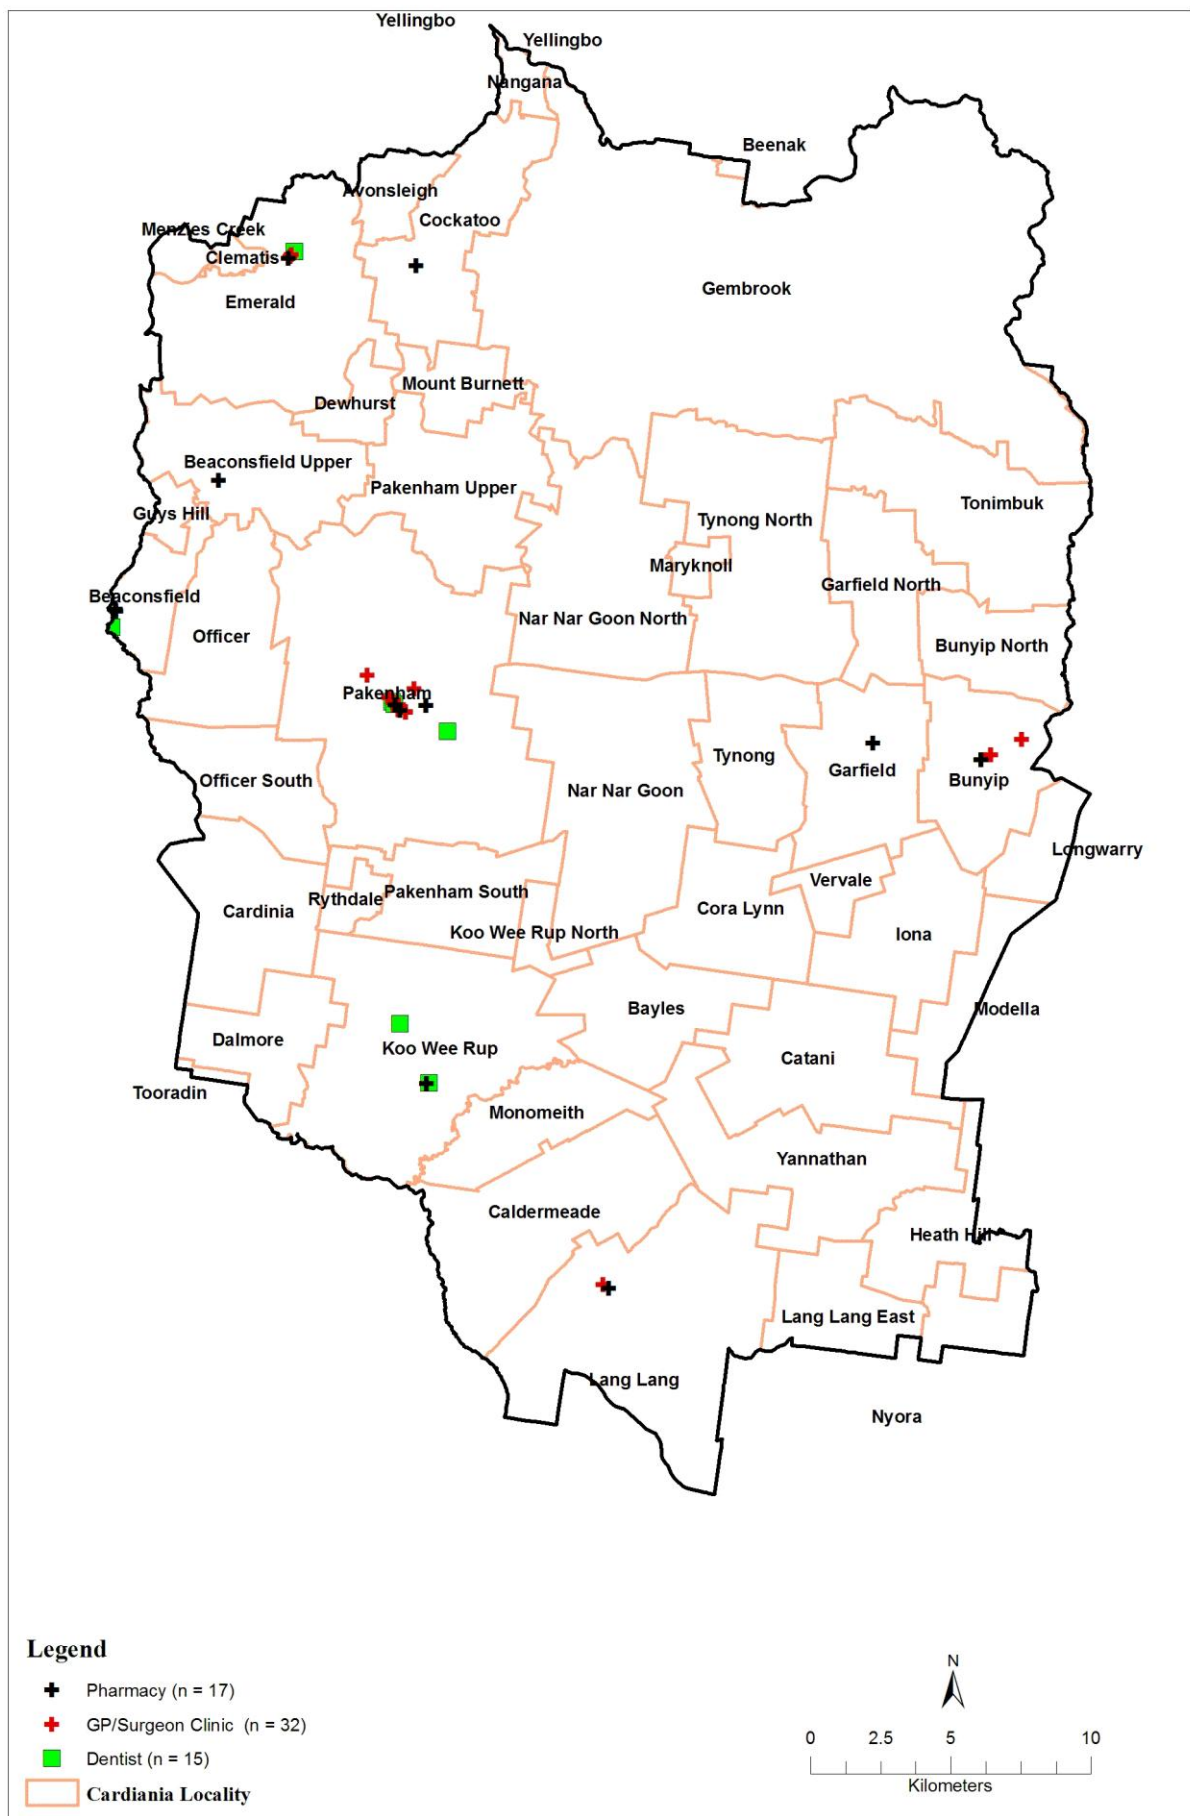 Yellingbo
Yellingbo
Nangana
Beenak
Avonsleigh
Cockatoo
Menzies Creek
Clematis
Gembrook
Emerald
Mount Burnett
Dewhurst
Beaconsfield Upper
Pakenham Upper
Tonimbuk
Guys Hill
Tynong North
Maryknoll
Garfield North
Beaconsfield
Nar Nar Goon North
Officer
Bunyip North
Pakenham
Tynong
Garfield
Officer South
Bunyip
Nar Nar Goon
Longwarry
Vervale
Pakenham South
Rythdale
Cora Lynn
Cardinia
Koo Wee Rup North
Iona
Bayles
Modella
Dalmore
Koo Wee Rup
Catani
Tooradin
Monomeith
Yannathan
Caldermeade
Heath Hill
Lang Lang East
Lang Lang
Nyora
Legend
Pharmacy (n = 17)
GP/Surgeon Clinic (n = 32)
Dentist (n = 15)
Cardiania Locality
N
0 2.5 5 10
Kilometers